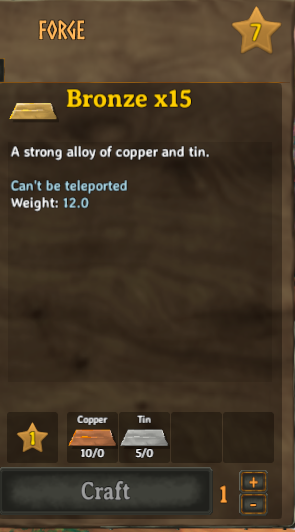 FORGE
7
Bronze x15
A strong alloy of copper and tin.
Can't be teleported
Weight: 12.0
1
Copper
Tin
10/0
5/0
Craft
1
+
-